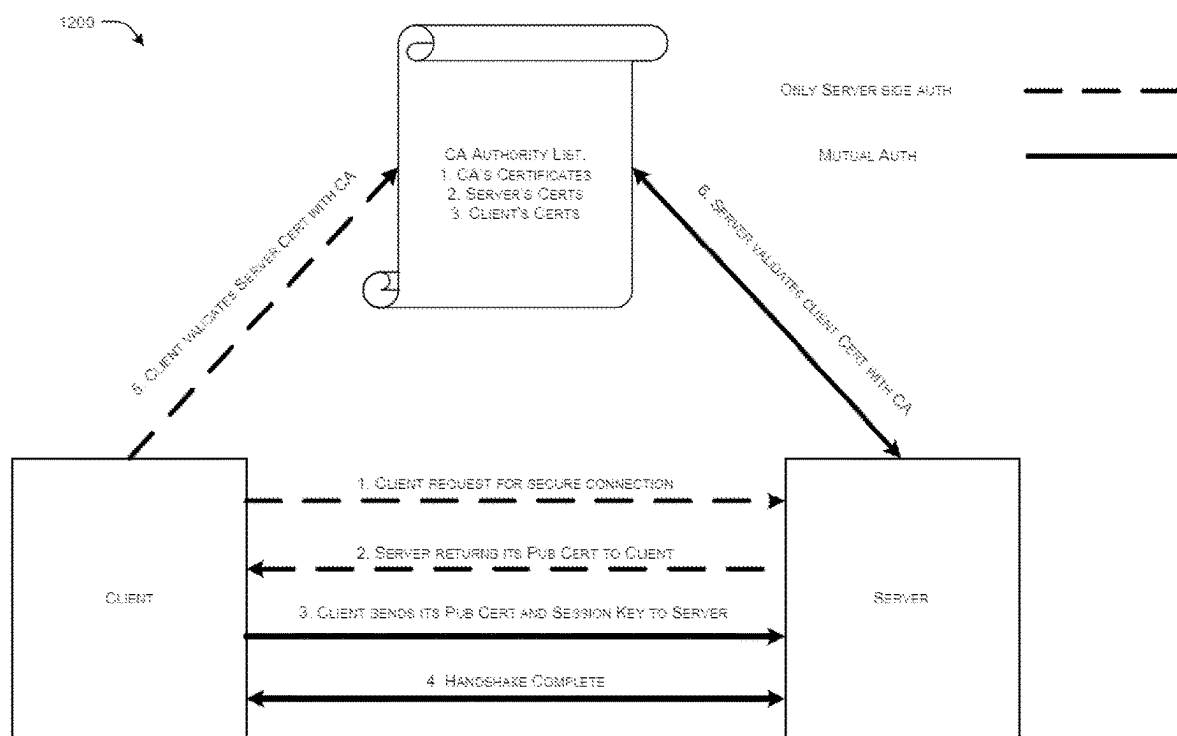 1200
ONLY SERVER SIDE AUTH
MUTUAL AUTH
CA AUTHORITY LIST.
1. CA'S CERTIFICATES
2. SERVER'S CERTS
3. CLIENT'S CERTS
5. CLIENT VALIDATES SERVER CERT WITH CA
6. SERVER VALIDATES CLIENT CERT WITH CA
1. CLIENT REQUEST FOR SECURE CONNECTION
2. SERVER RETURNS ITS PUB CERT TO CLIENT
CLIENT
SERVER
3. CLIENT SENDS ITS PUB CERT AND SESSION KEY TO SERVER
4. HANDSHAKE COMPLETE